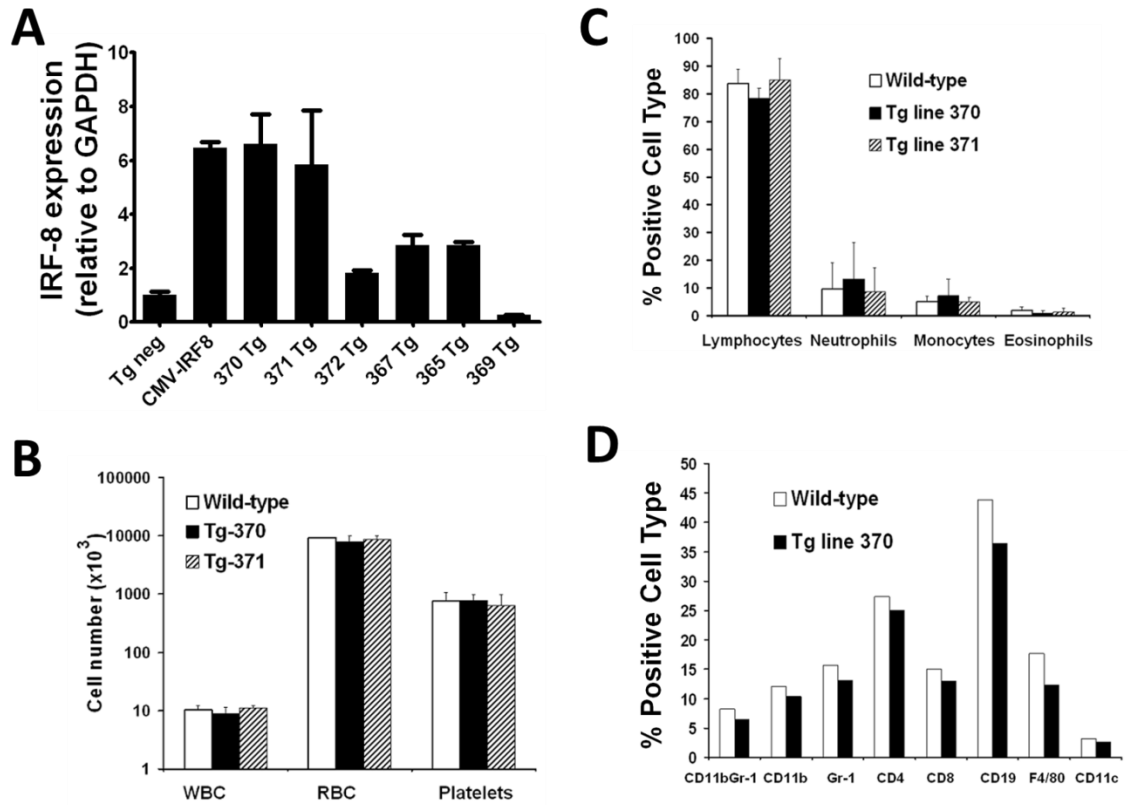 A
IRF-8 expression
(relative to GAPDH)
10
8
6
4
2
0
Tg neg
CMV-IRF8
370 Tg
371 Tg
372 Tg
367 Tg
365 Tg
369 Tg
C
% Positive Cell Type
100
90
80
70
60
50
40
30
20
10
0
Wild-type
Tg line 370
Tg line 371
Lymphocytes Neutrophils Monocytes Eosinophils
B
Cell number (x10³)
100000
10000
1000
100
10
1
Wild-type
Tg-370
Tg-371
WBC RBC Platelets
D
% Positive Cell Type
50
45
40
35
30
25
20
15
10
5
0
Wild-type
Tg line 370
CD11bGr-1 CD11b Gr-1 CD4 CD8 CD19 F4/80 CD11c